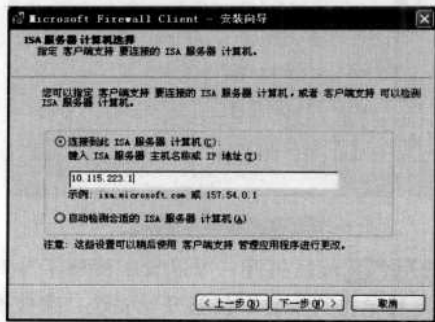 Microsoft Firewall Client - 安装向导
ISA 服务器计算机选择
指定 客户端支持 要连接的 ISA 服务器 计算机。
您可以指定 客户端支持 要连接的 ISA 服务器 计算机，或者 客户端支持 可以检测
ISA 服务器 计算机。
连接到此 ISA 服务器 计算机(C):
输入 ISA 服务器 主机名称或 IP 地址(I):
10.115.223.1
示例: isa.microsoft.com 或 157.54.0.1
自动检测合适的 ISA 服务器 计算机(A)
注意: 这些设置可以稍后使用 客户端支持 管理应用程序进行更改。
< 上一步(B) 下一步(N) > 取消